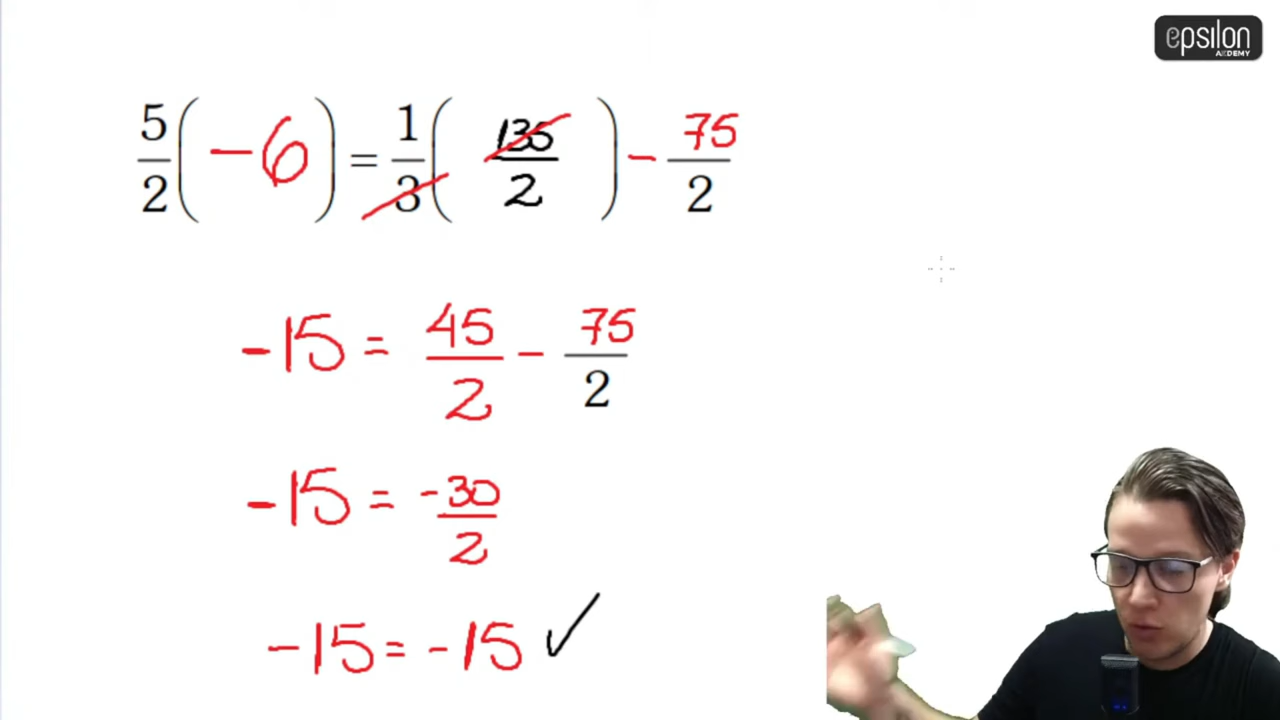 epsilon
AKDEMY
5/2 ( -6 ) = 1/3 ( 135/2 ) - 75/2
-15 = 45/2 - 75/2
-15 = -30/2
-15 = -15 ✓